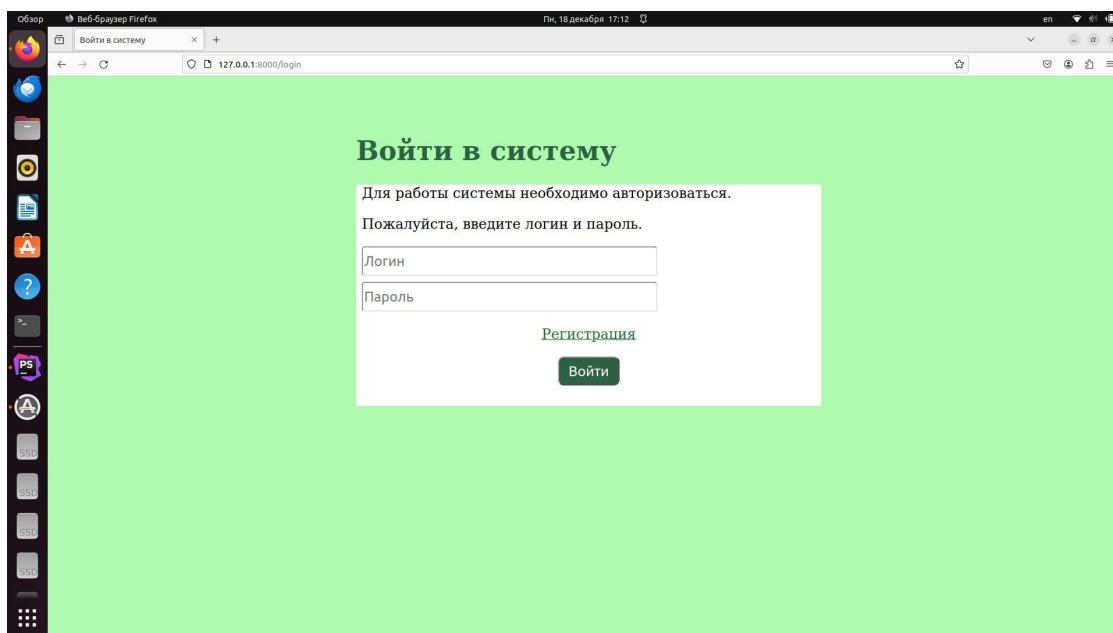 Обзор Веб-браузер Firefox Пн, 18 декабря 17:12 en
Войти в систему × +
127.0.0.1:8000/login
Войти в систему
Для работы системы необходимо авторизоваться.
Пожалуйста, введите логин и пароль.
Логин
Пароль
Регистрация
Войти
PS
SSD
SSD
SSD
SSD